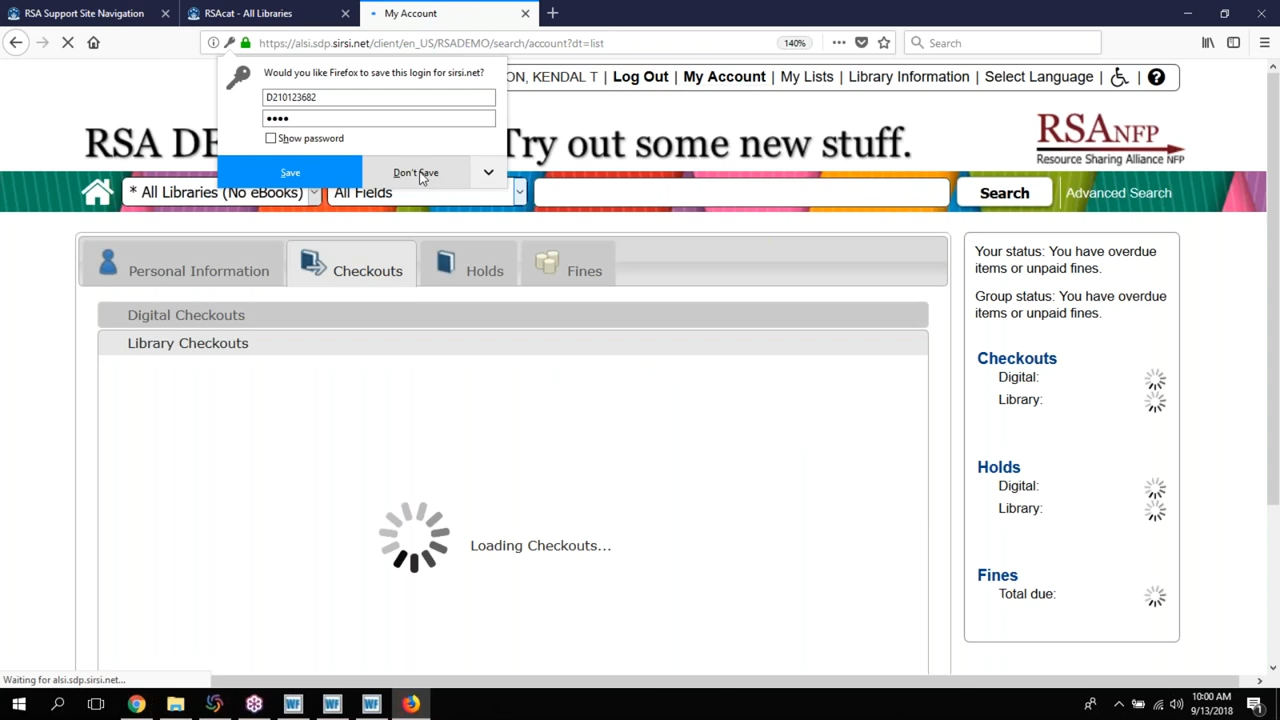 RSA Support Site Navigation
RSAcat - All Libraries
My Account
https://alsi.sdp.sirsi.net/client/en_US/RSADEMO/search/account?dt=list
140%
Search
Would you like Firefox to save this login for sirsi.net?
D210123682
Show password
Save
Don't Save
ON, KENDAL T | Log Out | My Account | My Lists | Library Information | Select Language |
RSA DE
Try out some new stuff.
RSANFP
Resource Sharing Alliance NFP
* All Libraries (No eBooks)
All Fields
Search
Advanced Search
Personal Information
Checkouts
Holds
Fines
Digital Checkouts
Library Checkouts
Loading Checkouts...
Your status: You have overdue
items or unpaid fines.
Group status: You have overdue
items or unpaid fines.
Checkouts
Digital:
Library:
Holds
Digital:
Library:
Fines
Total due:
Waiting for alsi.sdp.sirsi.net...
WF
WF
WF
10:00 AM
9/13/2018
1